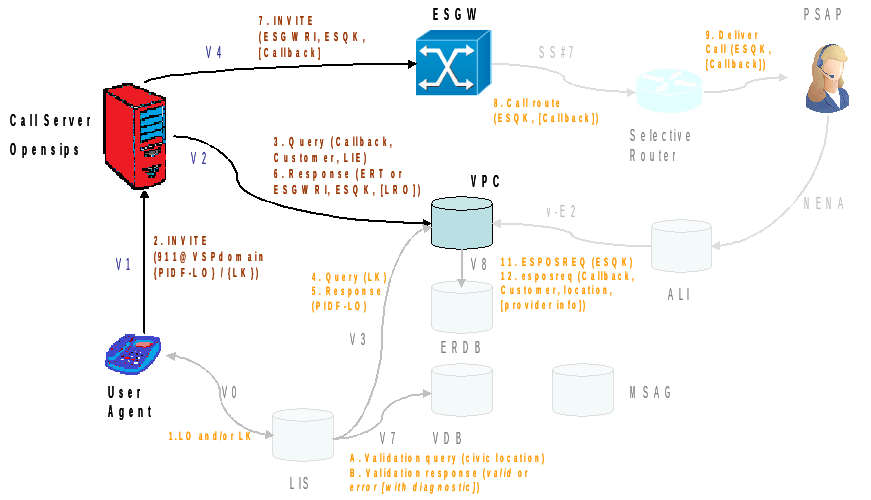 7. INVITE
(ESGWRI, ESQK,
[Callback]
ESGW
PSAP
V4
SS#7
9. Deliver
Call (ESQK,
[Callback])
Call Server
Opensips
8. Call route
(ESQK, [Callback])
Selective
Router
3. Query (Callback,
Customer, LIE)
6. Response (ERT or
ESGWRI, ESQK, [LRO])
V2
VPC
v-E2
NENA
2. INVITE
(911@VSPdomain
{PIDF-LO} / {LK})
V1
4. Query (LK)
5. Response
(PIDF-LO)
V8
11. ESPOSREQ (ESQK)
12. esposreq (Callback,
Customer, location,
[provider info])
ALI
V3
ERDB
User
Agent
V0
MSAG
1. LO and/or LK
V7
VDB
LIS
A. Validation query (civic location)
B. Validation response (valid or
error [with diagnostic])